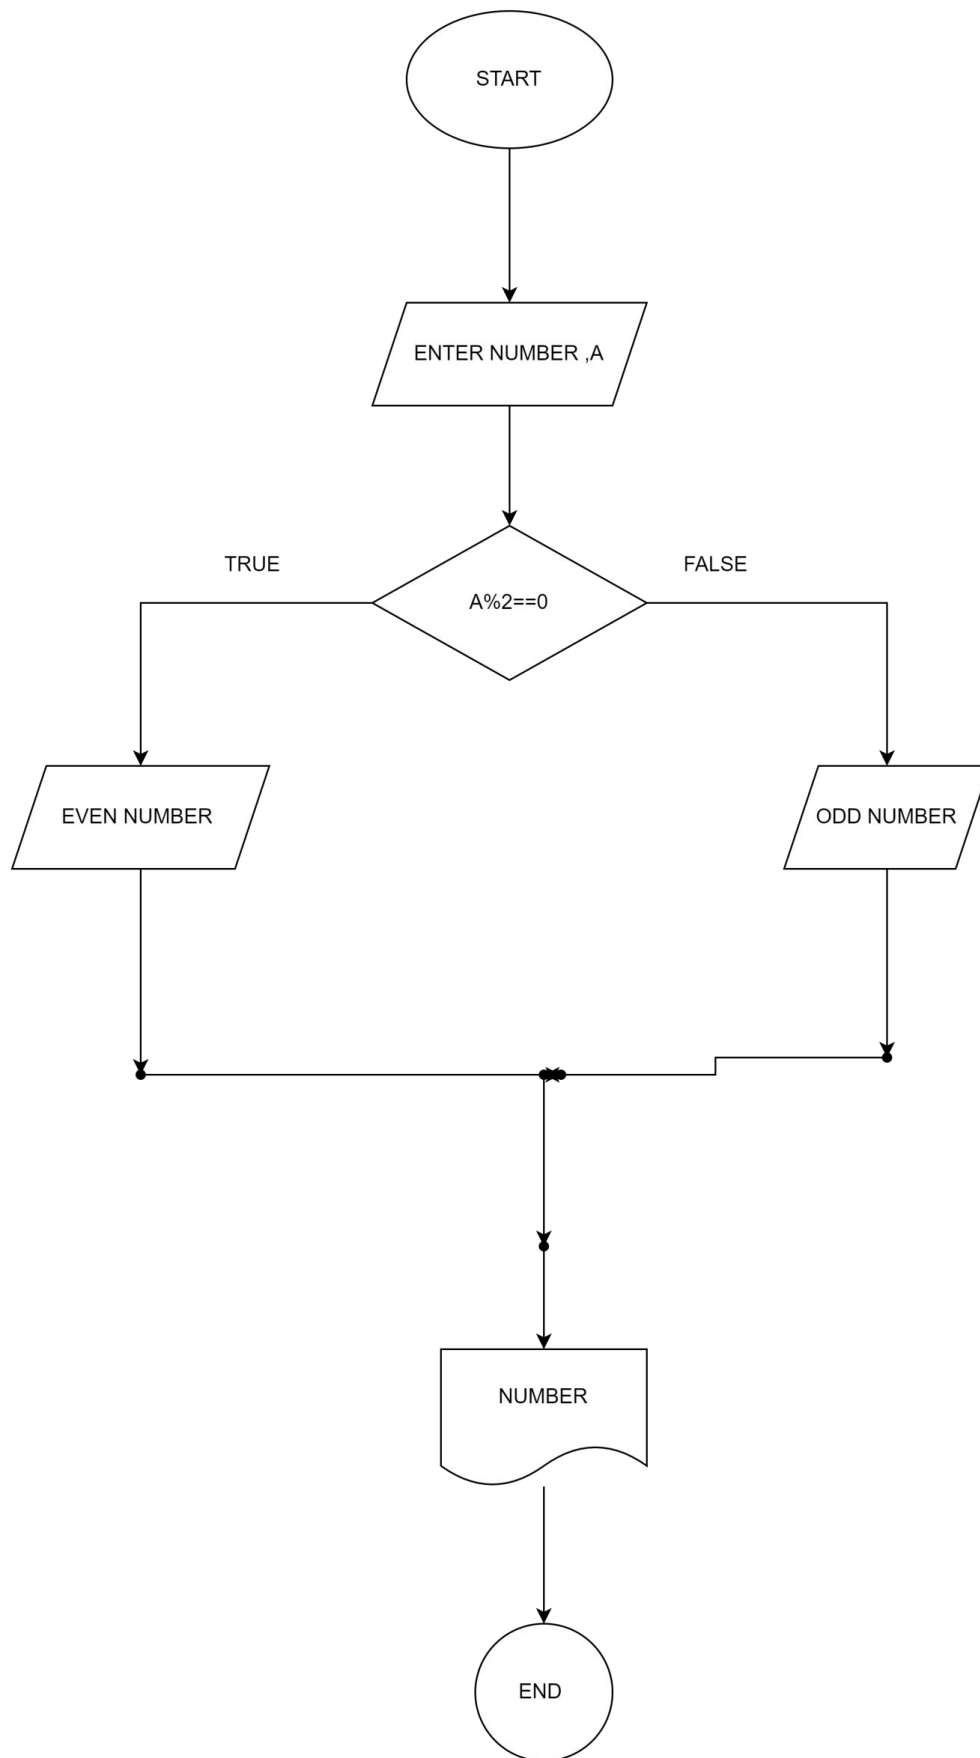 START
ENTER NUMBER ,A
TRUE
FALSE
A%2==0
EVEN NUMBER
ODD NUMBER
NUMBER
END